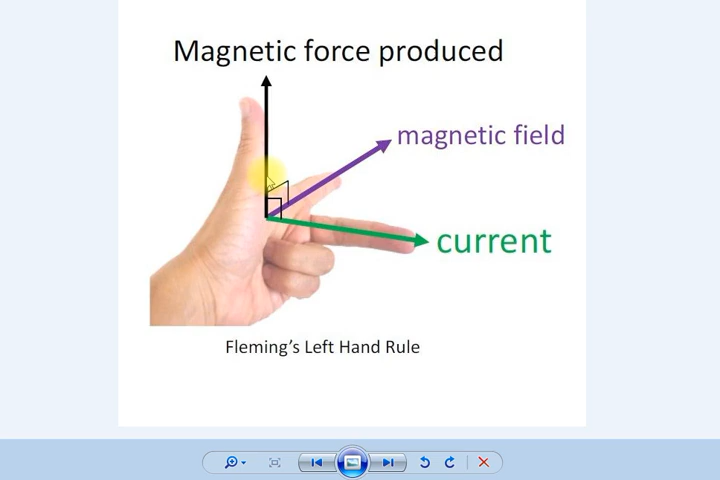 Magnetic force produced
magnetic field
current
Fleming's Left Hand Rule